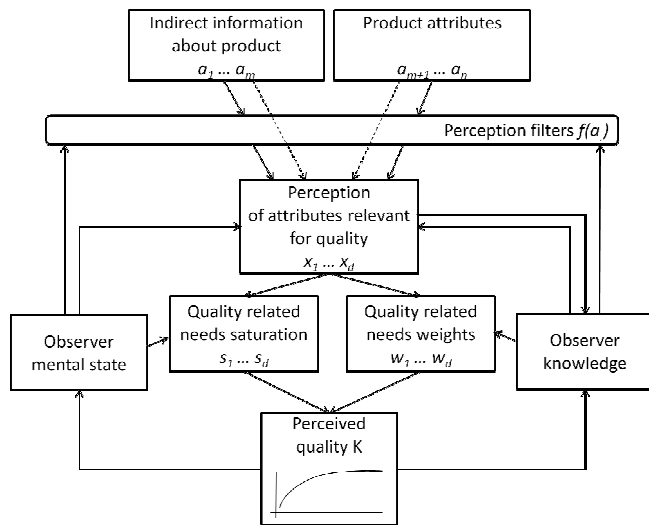 Indirect information
about product
a1 ... am
Product attributes
am+1 ... an
Perception filters f(a )
Perception
of attributes relevant
for quality
x1 ... xd
Quality related
needs saturation
s1 ... sd
Quality related
needs weights
w1 ... wd
Observer
mental state
Observer
knowledge
Perceived
quality K